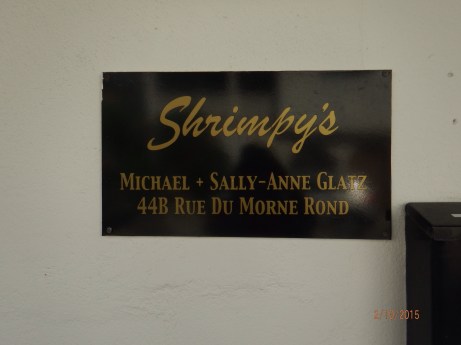 Shrimpy's
MICHAEL + SALLY-ANNE GLATZ
44B RUE DU MORNE ROND